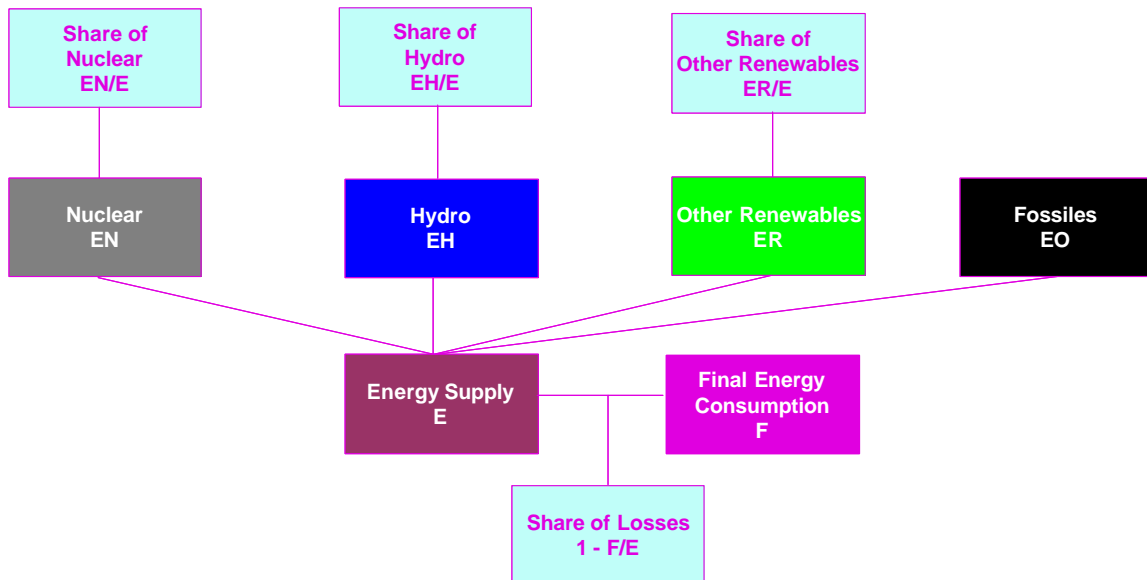 Share of
Nuclear
EN/E
Share of
Hydro
EH/E
Share of
Other Renewables
ER/E
Nuclear
EN
Hydro
EH
Other Renewables
ER
Fossiles
EO
Energy Supply
E
Final Energy
Consumption
F
Share of Losses
1 - F/E